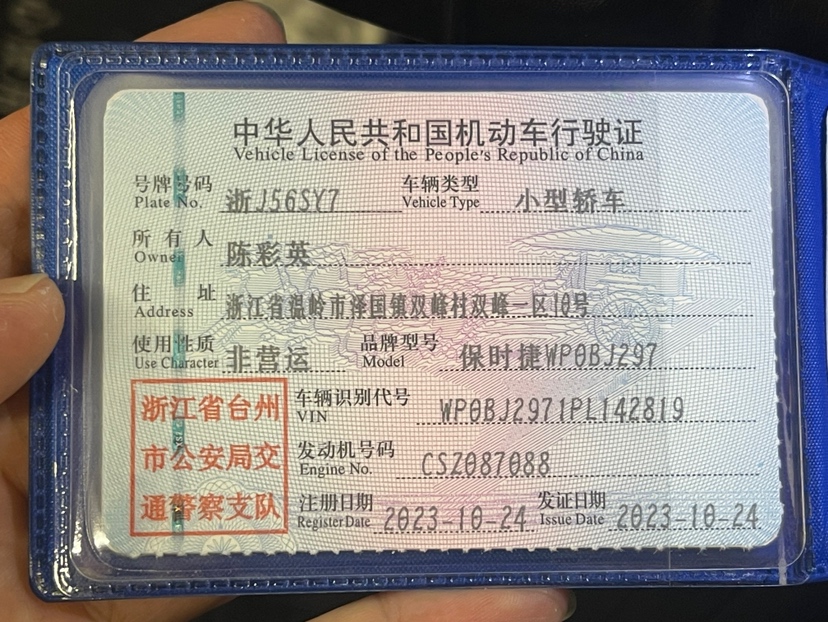 中华人民共和国机动车行驶证
Vehicle License of the People's Republic of China
号牌号码 浙J56SY7 车辆类型 小型轿车
Plate No. Vehicle Type
所有人 陈彩英
Owner
住址 浙江省温岭市泽国镇双峰村双峰一区10号
Address
使用性质 非营运 品牌型号 保时捷WP0BJ297
Use Character Model
浙江省台州
市公安局交
通警察支队
车辆识别代号 WP0BJ2971PL142819
VIN
发动机号码 CSZ087088
Engine No.
注册日期 2023-10-24 发证日期 2023-10-24
Register Date Issue Date